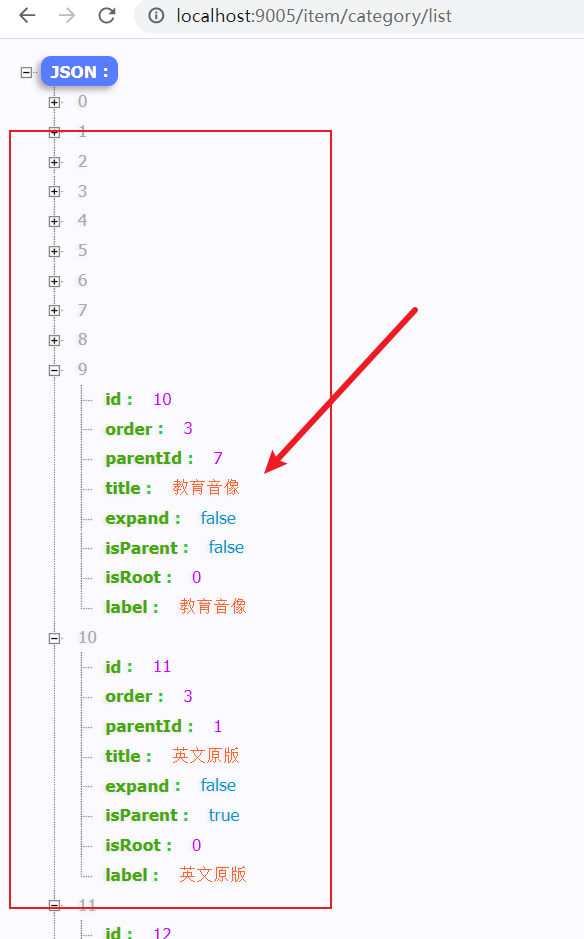 localhost:9005/item/category/list
JSON :
0
1
2
3
4
5
6
7
8
9
id : 10
order : 3
parentId : 7
title : 教育音像
expand : false
isParent : false
isRoot : 0
label : 教育音像
10
id : 11
order : 3
parentId : 1
title : 英文原版
expand : false
isParent : true
isRoot : 0
label : 英文原版
11
id : 12